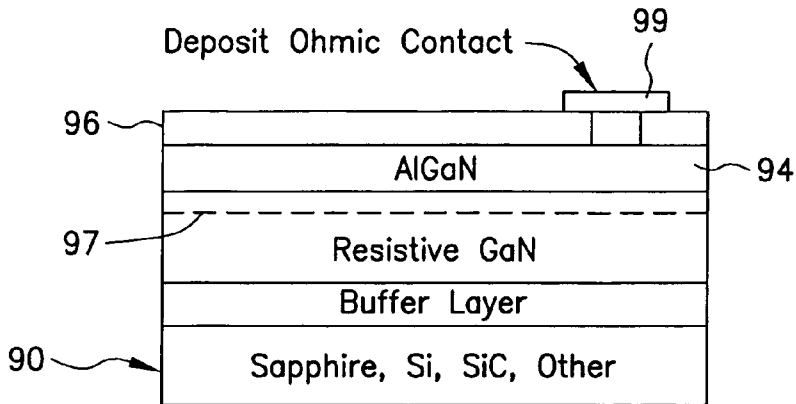 99
Deposit Ohmic Contact
96
AlGaN
94
97
Resistive GaN
Buffer Layer
90
Sapphire, Si, SiC, Other